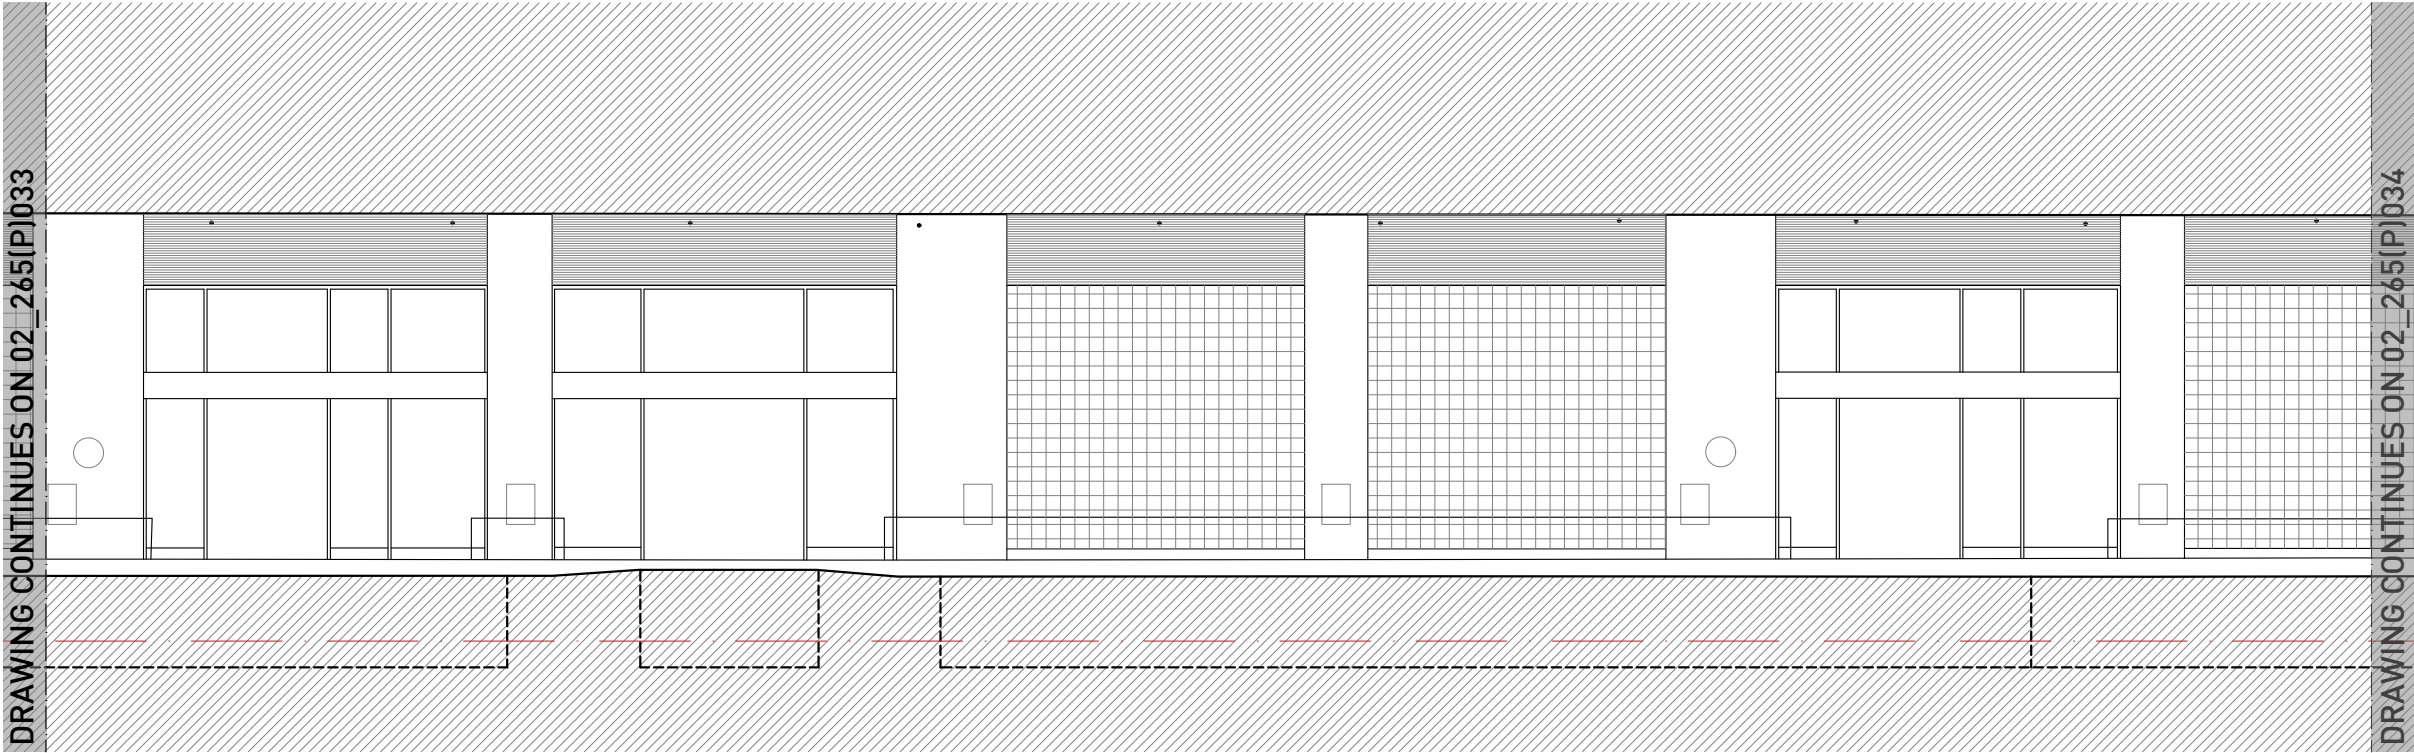 DRAWING CONTINUES ON 02_265(P)033
DRAWING CONTINUES ON 02_265(P)034